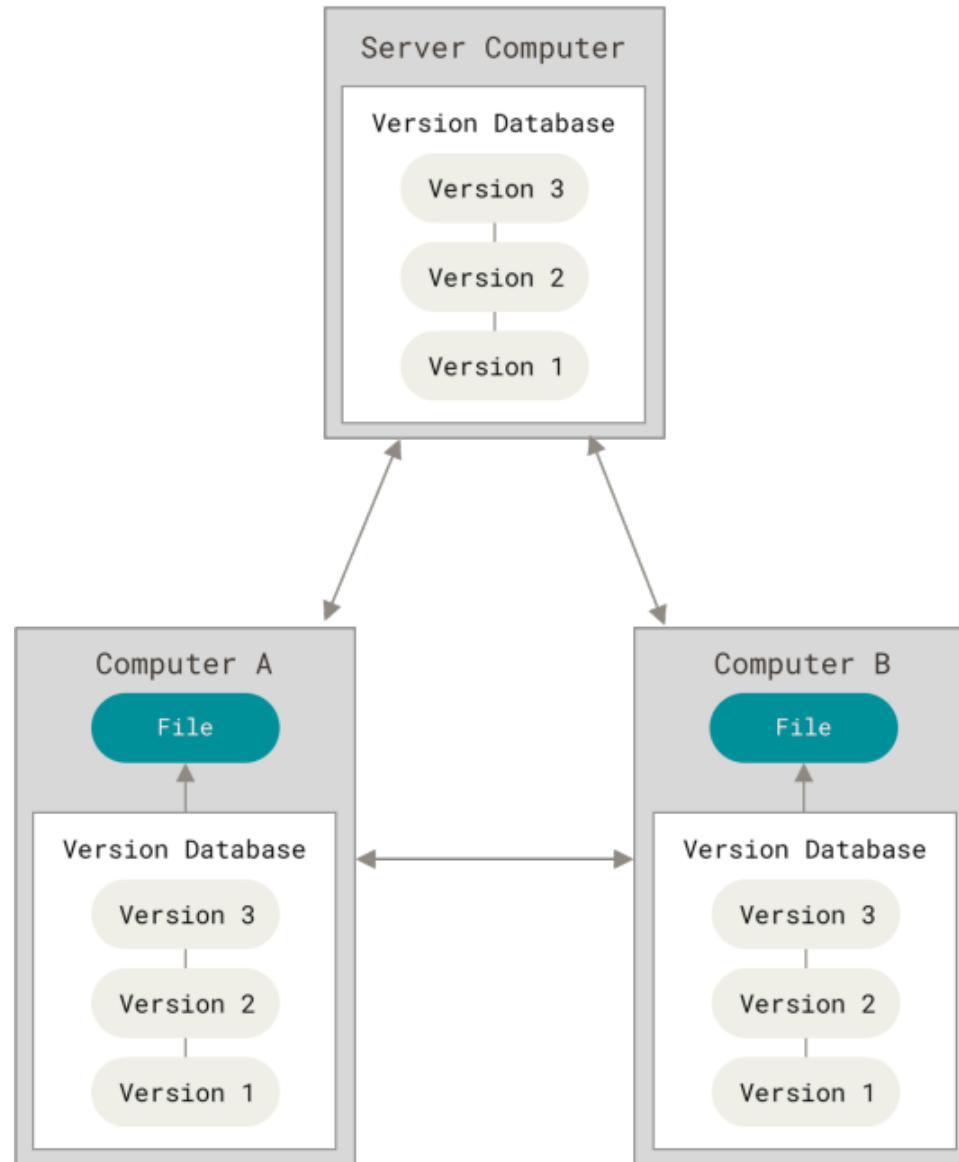 Server Computer
Version Database
Version 3
Version 2
Version 1
Computer A
File
Version Database
Version 3
Version 2
Version 1
Computer B
File
Version Database
Version 3
Version 2
Version 1